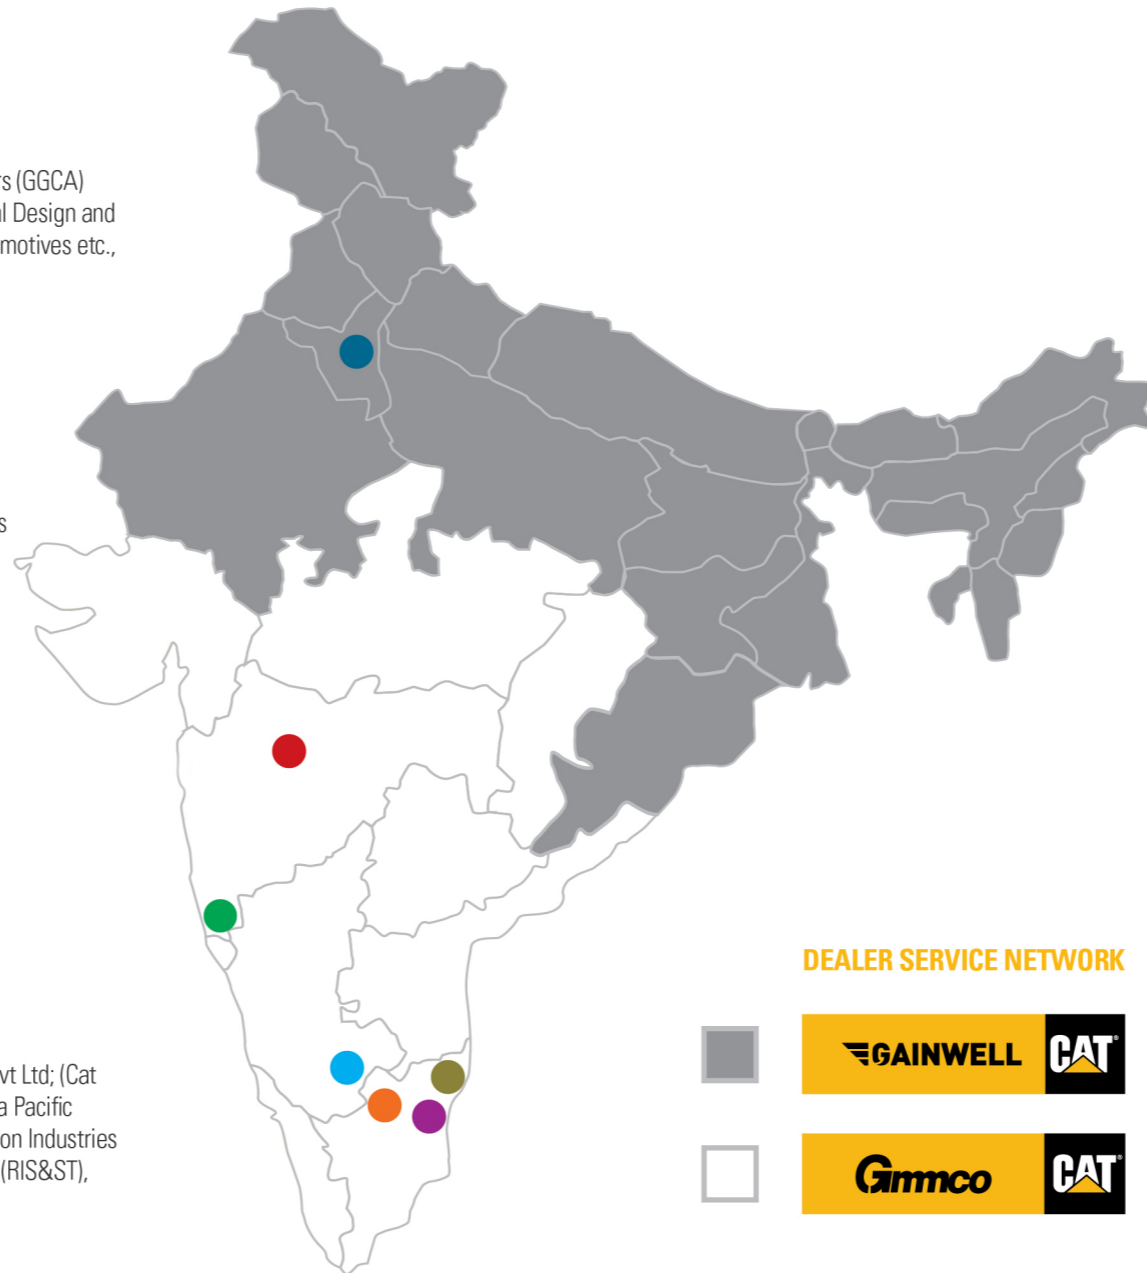 rs (GGCA)
al Design and
motives etc.,
s
vt Ltd; (Cat
a Pacific
on Industries
(RIS&ST),
DEALER SERVICE NETWORK
GAINWELL CAT
Gmmco CAT